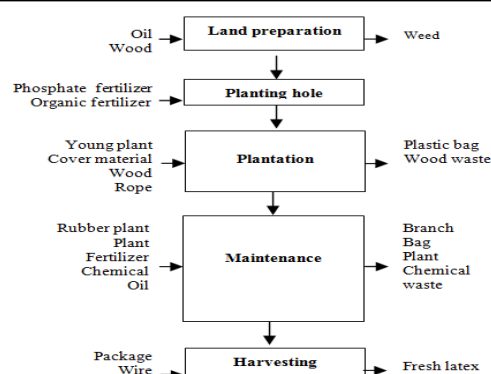 Oil
Wood
Land preparation
Weed
Phosphate fertilizer
Organic fertilizer
Planting hole
Young plant
Cover material
Wood
Rope
Plantation
Plastic bag
Wood waste
Rubber plant
Plant
Fertilizer
Chemical
Oil
Maintenance
Branch
Bag
Plant
Chemical
waste
Package
Wire
Harvesting
Fresh latex